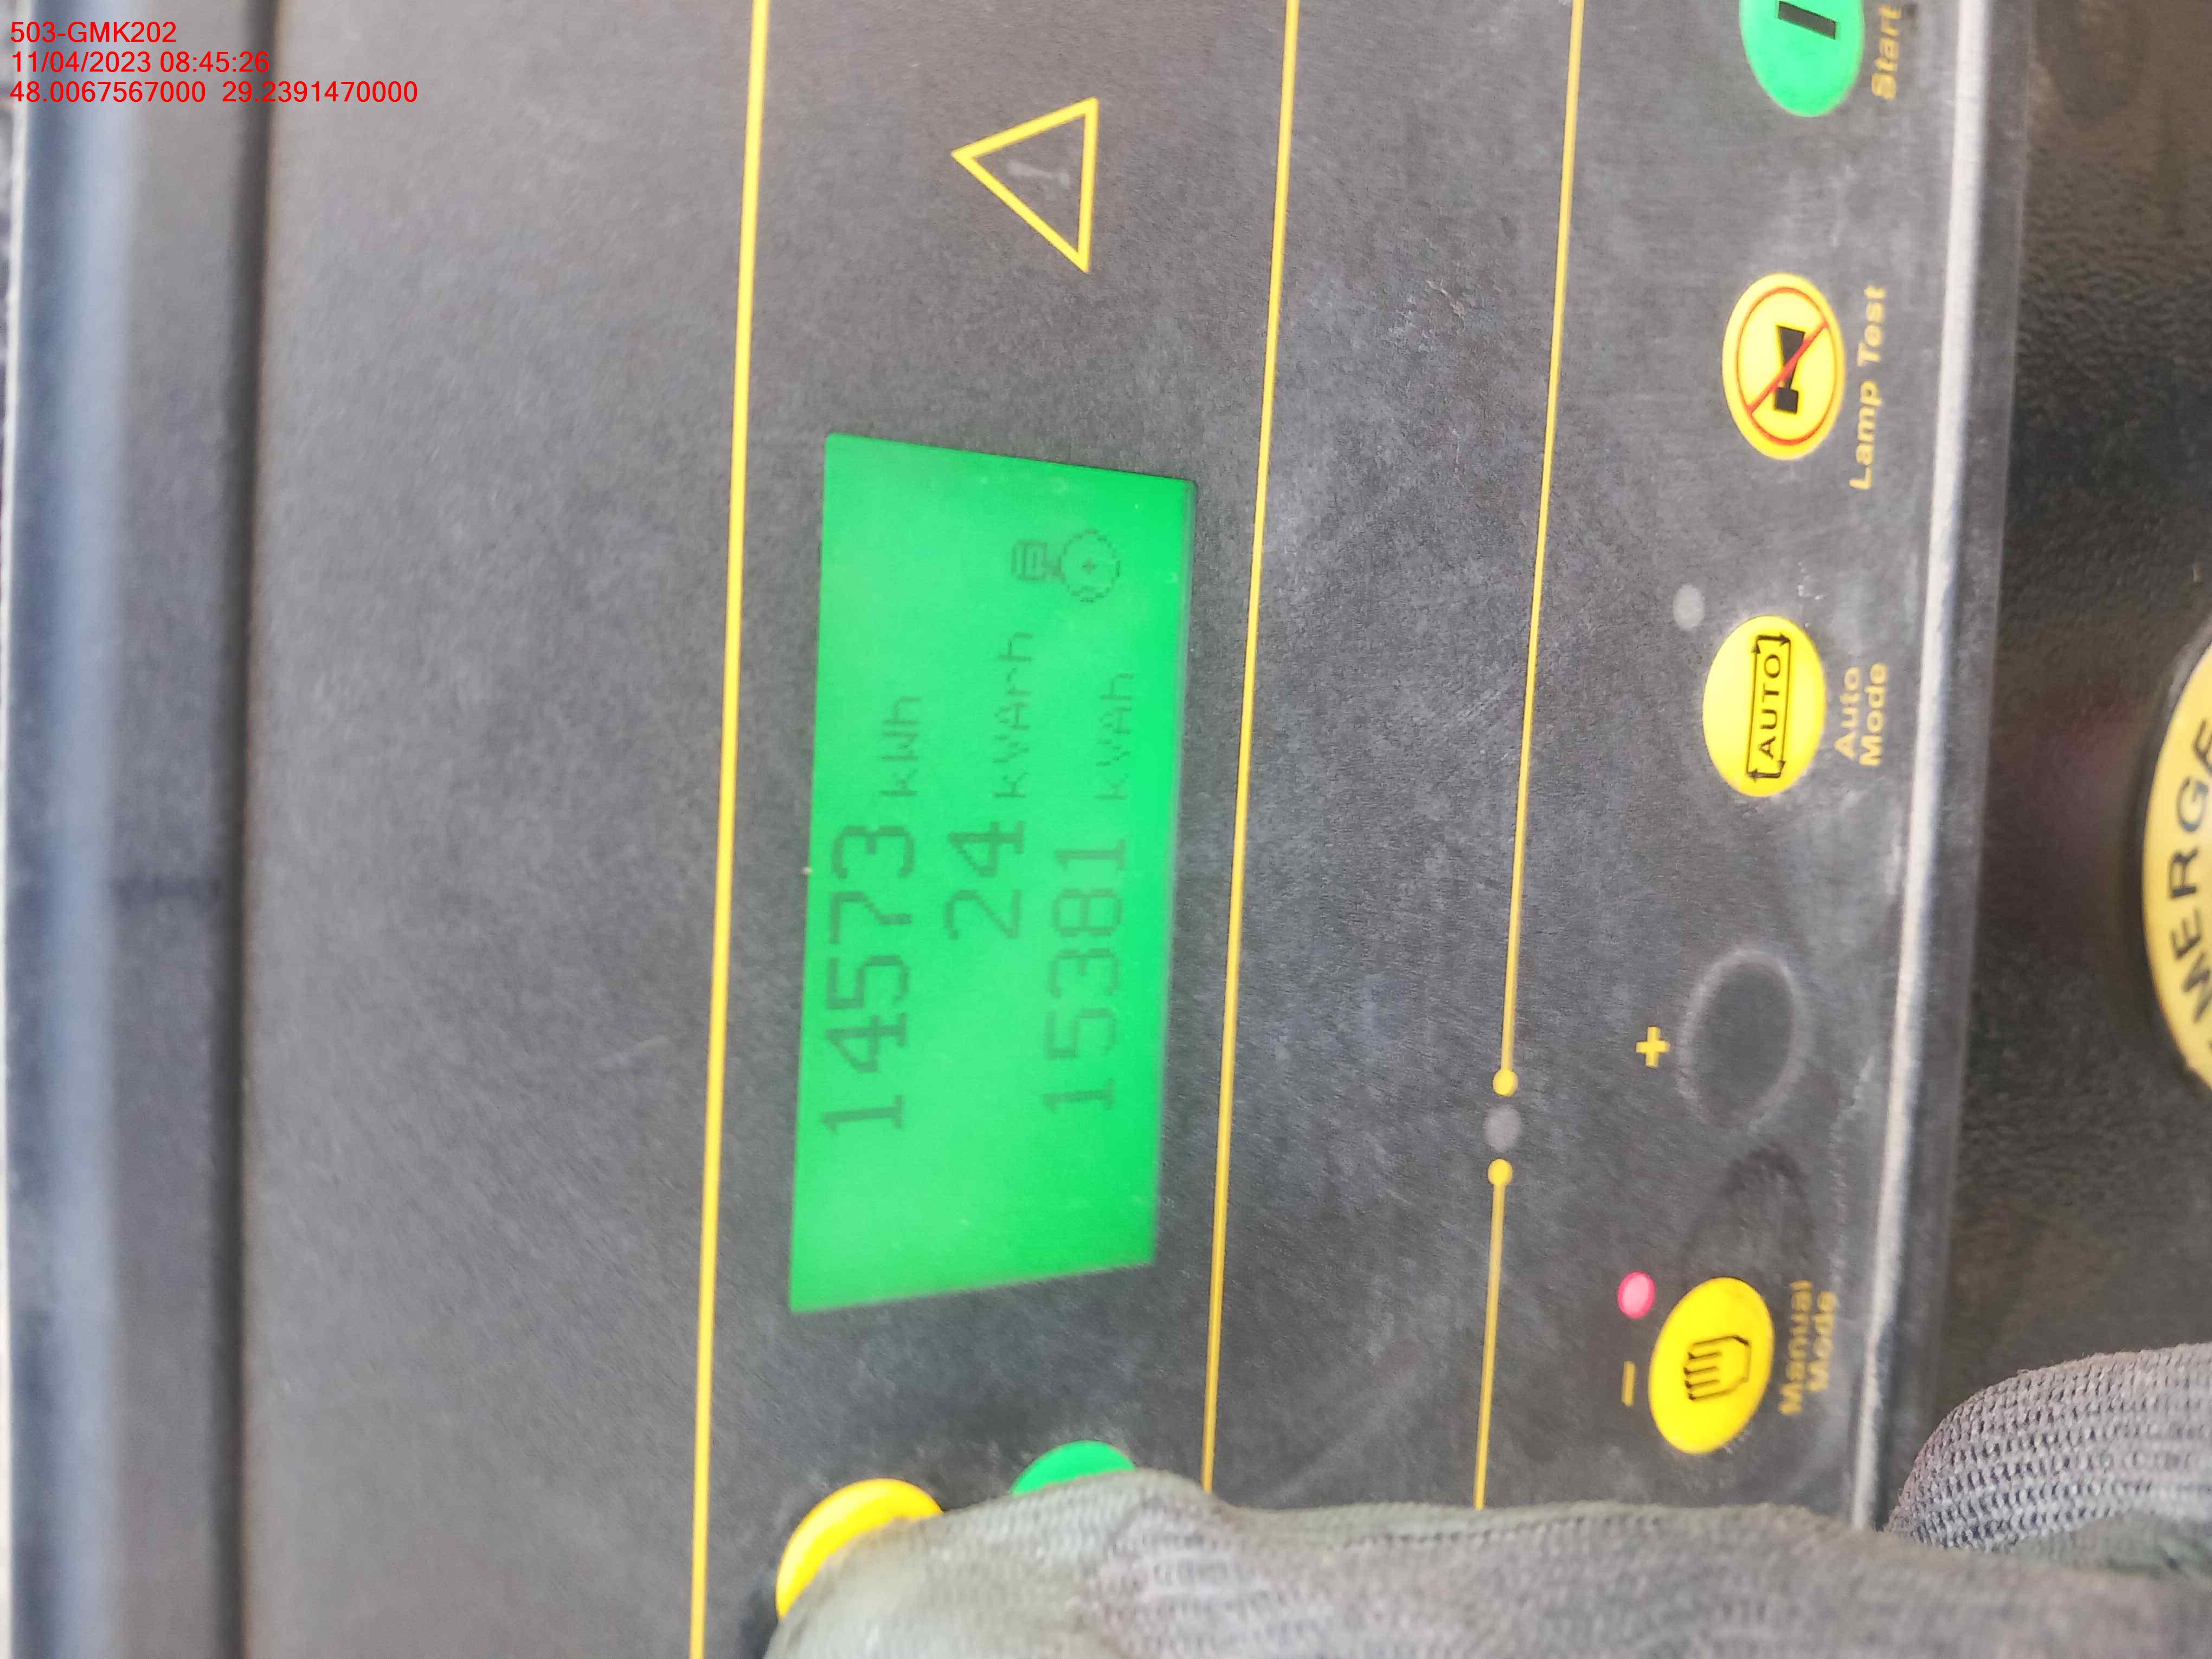 503-GMK202
11/04/2023 08:45:26
48.0067567000 29.2391470000
14573 kWh
24 kVArh
15381 kVAh
Manual
Mode
- +
AUTO
Auto
Mode
Lamp Test
Start